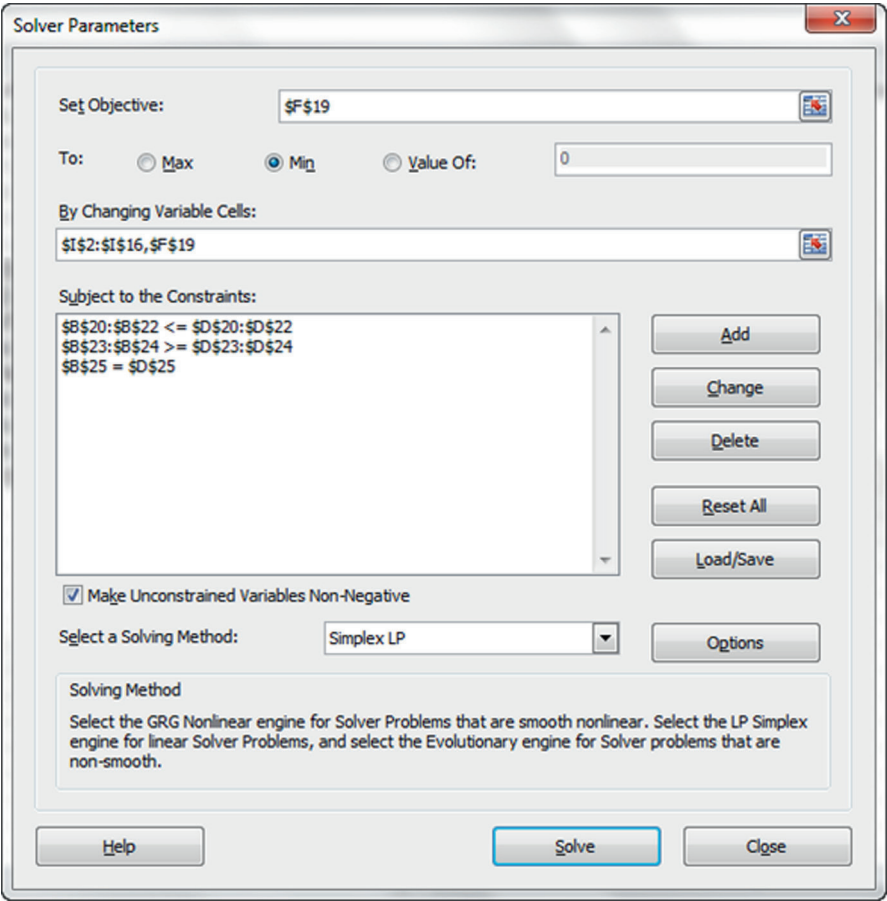 Solver Parameters
Set Objective:
$F$19
To:
Max
Min
Value Of:
0
By Changing Variable Cells:
$I$2:$I$16,$F$19
Subject to the Constraints:
$B$20:$B$22 <= $D$20:$D$22
$B$23:$B$24 >= $D$23:$D$24
$B$25 = $D$25
Add
Change
Delete
Reset All
Load/Save
Make Unconstrained Variables Non-Negative
Select a Solving Method:
Simplex LP
Options
Solving Method
Select the GRG Nonlinear engine for Solver Problems that are smooth nonlinear. Select the LP Simplex
engine for linear Solver Problems, and select the Evolutionary engine for Solver problems that are
non-smooth.
Help
Solve
Close